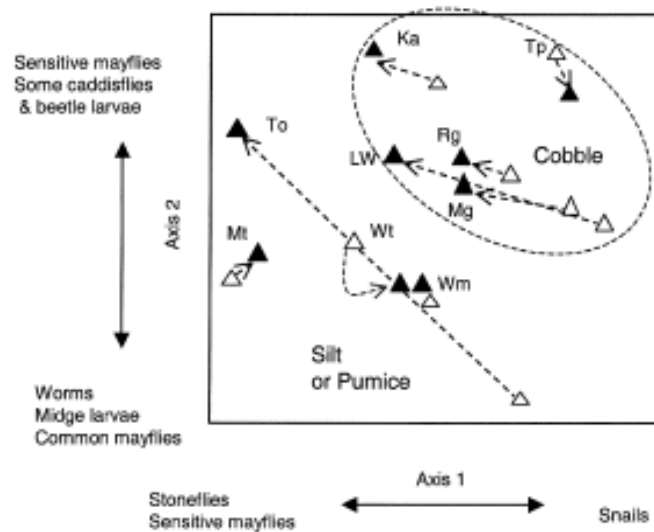 Sensitive mayflies
Some caddisflies
& beetle larvae
Ka
Tp
To
LW
Rg
Cobble
Mg
Axis 2
Mt
Wt
Wm
Silt
or Pumice
Worms
Midge larvae
Common mayflies
Axis 1
Stoneflies
Sensitive mayflies
Snails